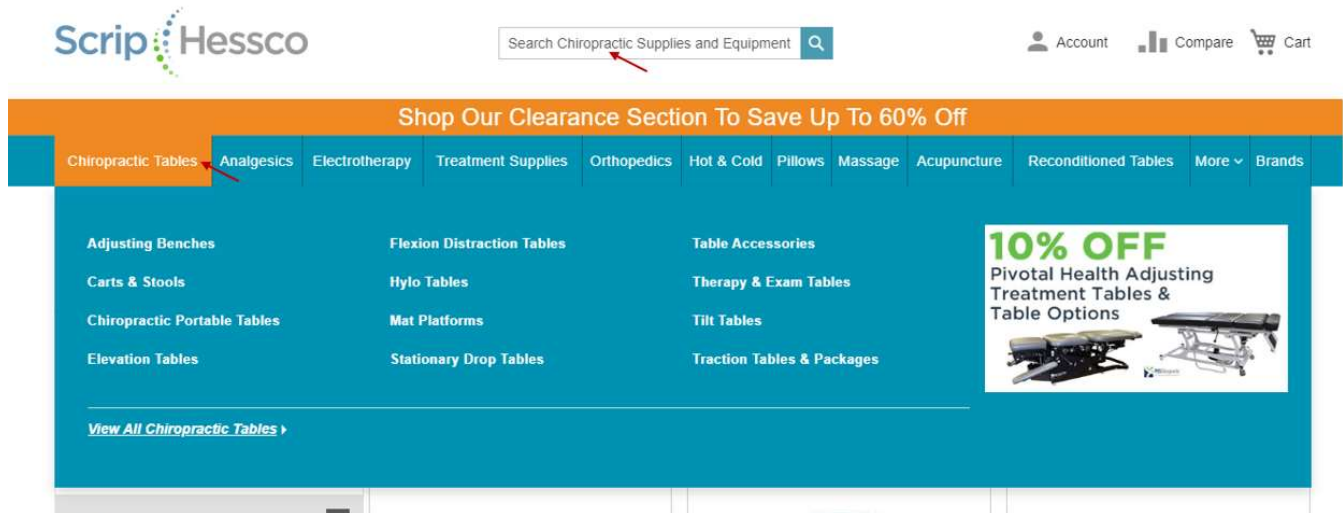 Scrip Hessco
Search Chiropractic Supplies and Equipment
Account
Compare
Cart
Shop Our Clearance Section To Save Up To 60% Off
Chiropractic Tables
Analgesics
Electrotherapy
Treatment Supplies
Orthopedics
Hot & Cold
Pillows
Massage
Acupuncture
Reconditioned Tables
More
Brands
Adjusting Benches
Carts & Stools
Chiropractic Portable Tables
Elevation Tables
Flexion Distraction Tables
Hylo Tables
Mat Platforms
Stationary Drop Tables
Table Accessories
Therapy & Exam Tables
Tilt Tables
Traction Tables & Packages
10% OFF
Pivotal Health Adjusting
Treatment Tables &
Table Options
View All Chiropractic Tables